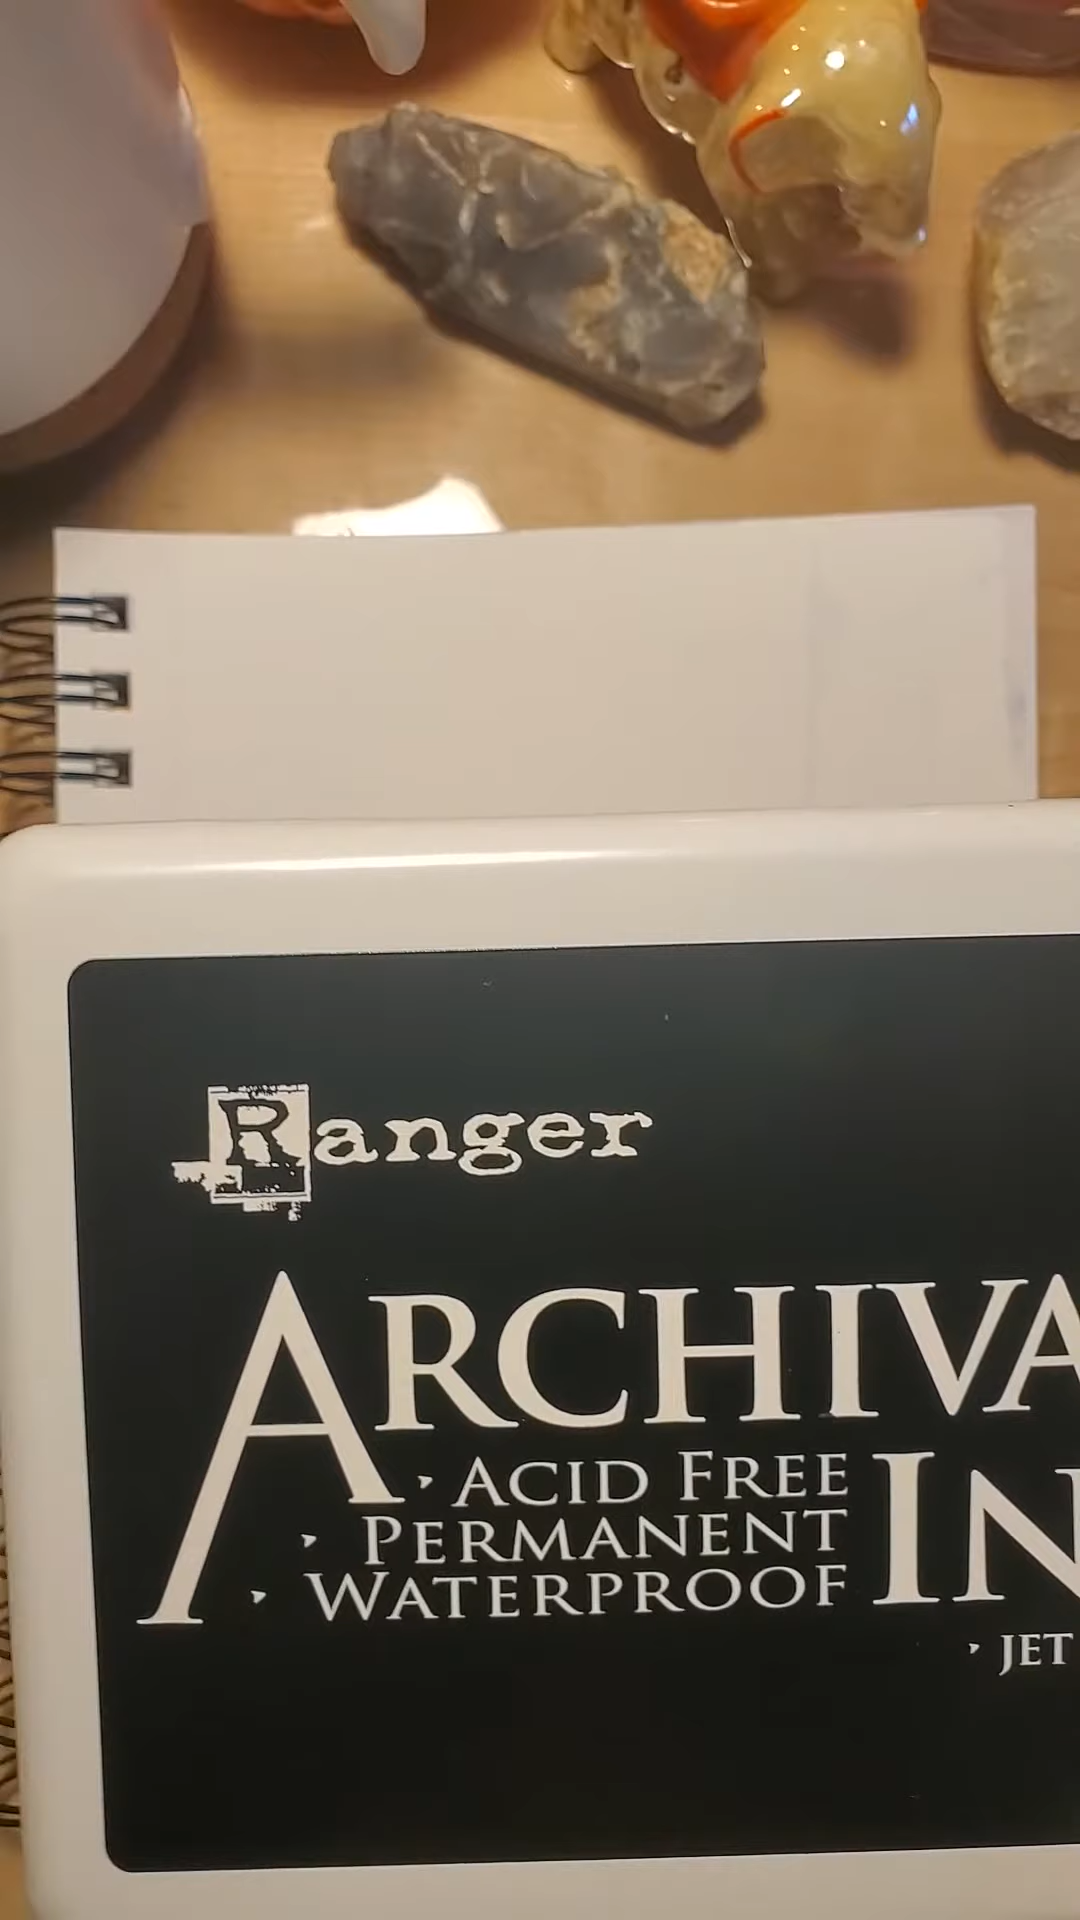 Ranger
ARCHIVA
ACID FREE
PERMANENT
WATERPROOF
IN
JET